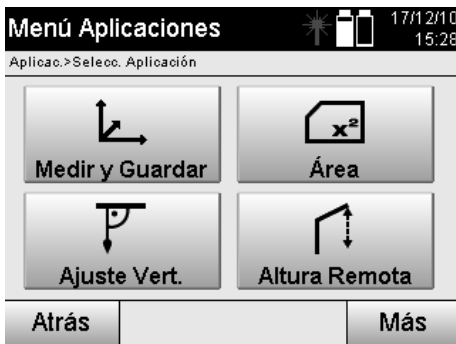 Menú Aplicaciones
17/12/10
15:28
Aplicac.>Selecc. Aplicación
Medir y Guardar
x²
Área
Ajuste Vert.
Altura Remota
Atrás
Más